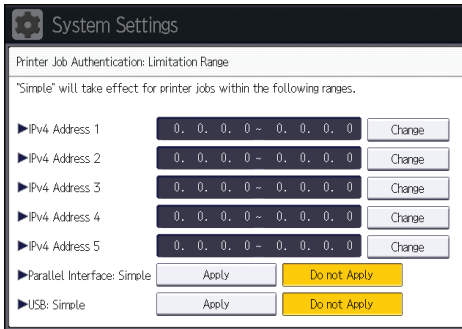 System Settings
Printer Job Authentication: Limitation Range
"Simple" will take effect for printer jobs within the following ranges.
▶IPv4 Address 1 0. 0. 0. 0 ~ 0. 0. 0. 0 Change
▶IPv4 Address 2 0. 0. 0. 0 ~ 0. 0. 0. 0 Change
▶IPv4 Address 3 0. 0. 0. 0 ~ 0. 0. 0. 0 Change
▶IPv4 Address 4 0. 0. 0. 0 ~ 0. 0. 0. 0 Change
▶IPv4 Address 5 0. 0. 0. 0 ~ 0. 0. 0. 0 Change
▶Parallel Interface: Simple Apply Do not Apply
▶USB: Simple Apply Do not Apply